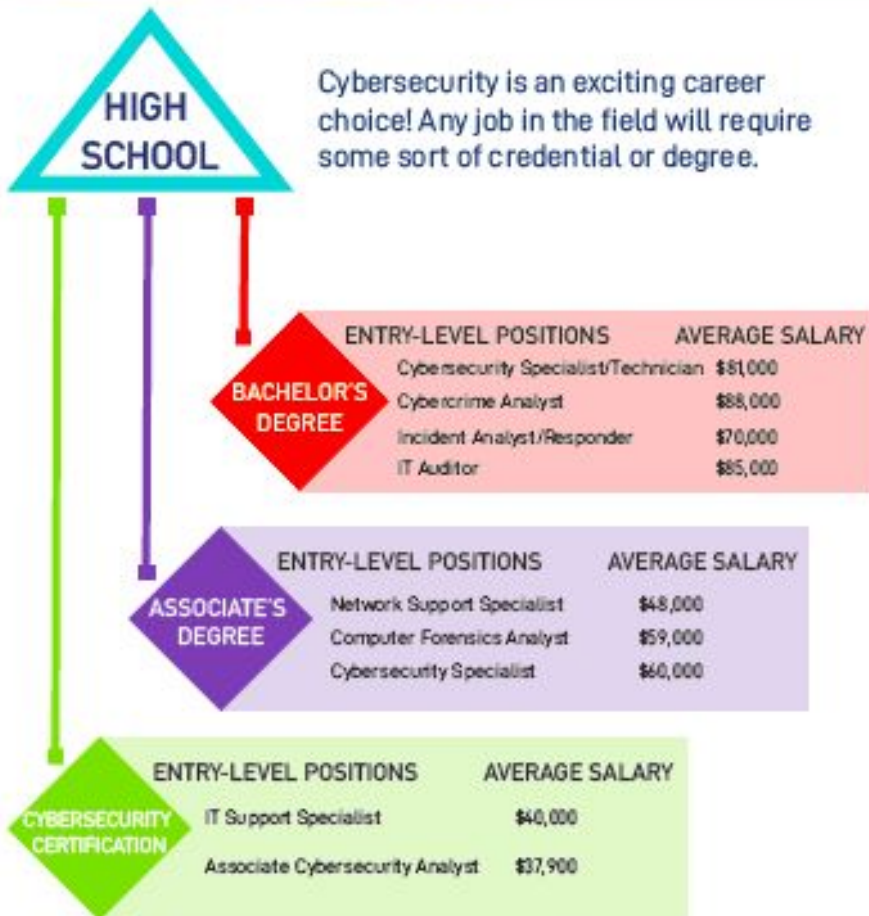 HIGH
SCHOOL
Cybersecurity is an exciting career
choice! Any job in the field will require
some sort of credential or degree.
BACHELOR'S
DEGREE
ENTRY-LEVEL POSITIONS AVERAGE SALARY
Cybersecurity Specialist/Technician $81,000
Cybercrime Analyst $88,000
Incident Analyst/Responder $70,000
IT Auditor $85,000
ASSOCIATE'S
DEGREE
ENTRY-LEVEL POSITIONS AVERAGE SALARY
Network Support Specialist $48,000
Computer Forensics Analyst $59,000
Cybersecurity Specialist $60,000
CYBERSECURITY
CERTIFICATION
ENTRY-LEVEL POSITIONS AVERAGE SALARY
IT Support Specialist $40,000
Associate Cybersecurity Analyst $37,900